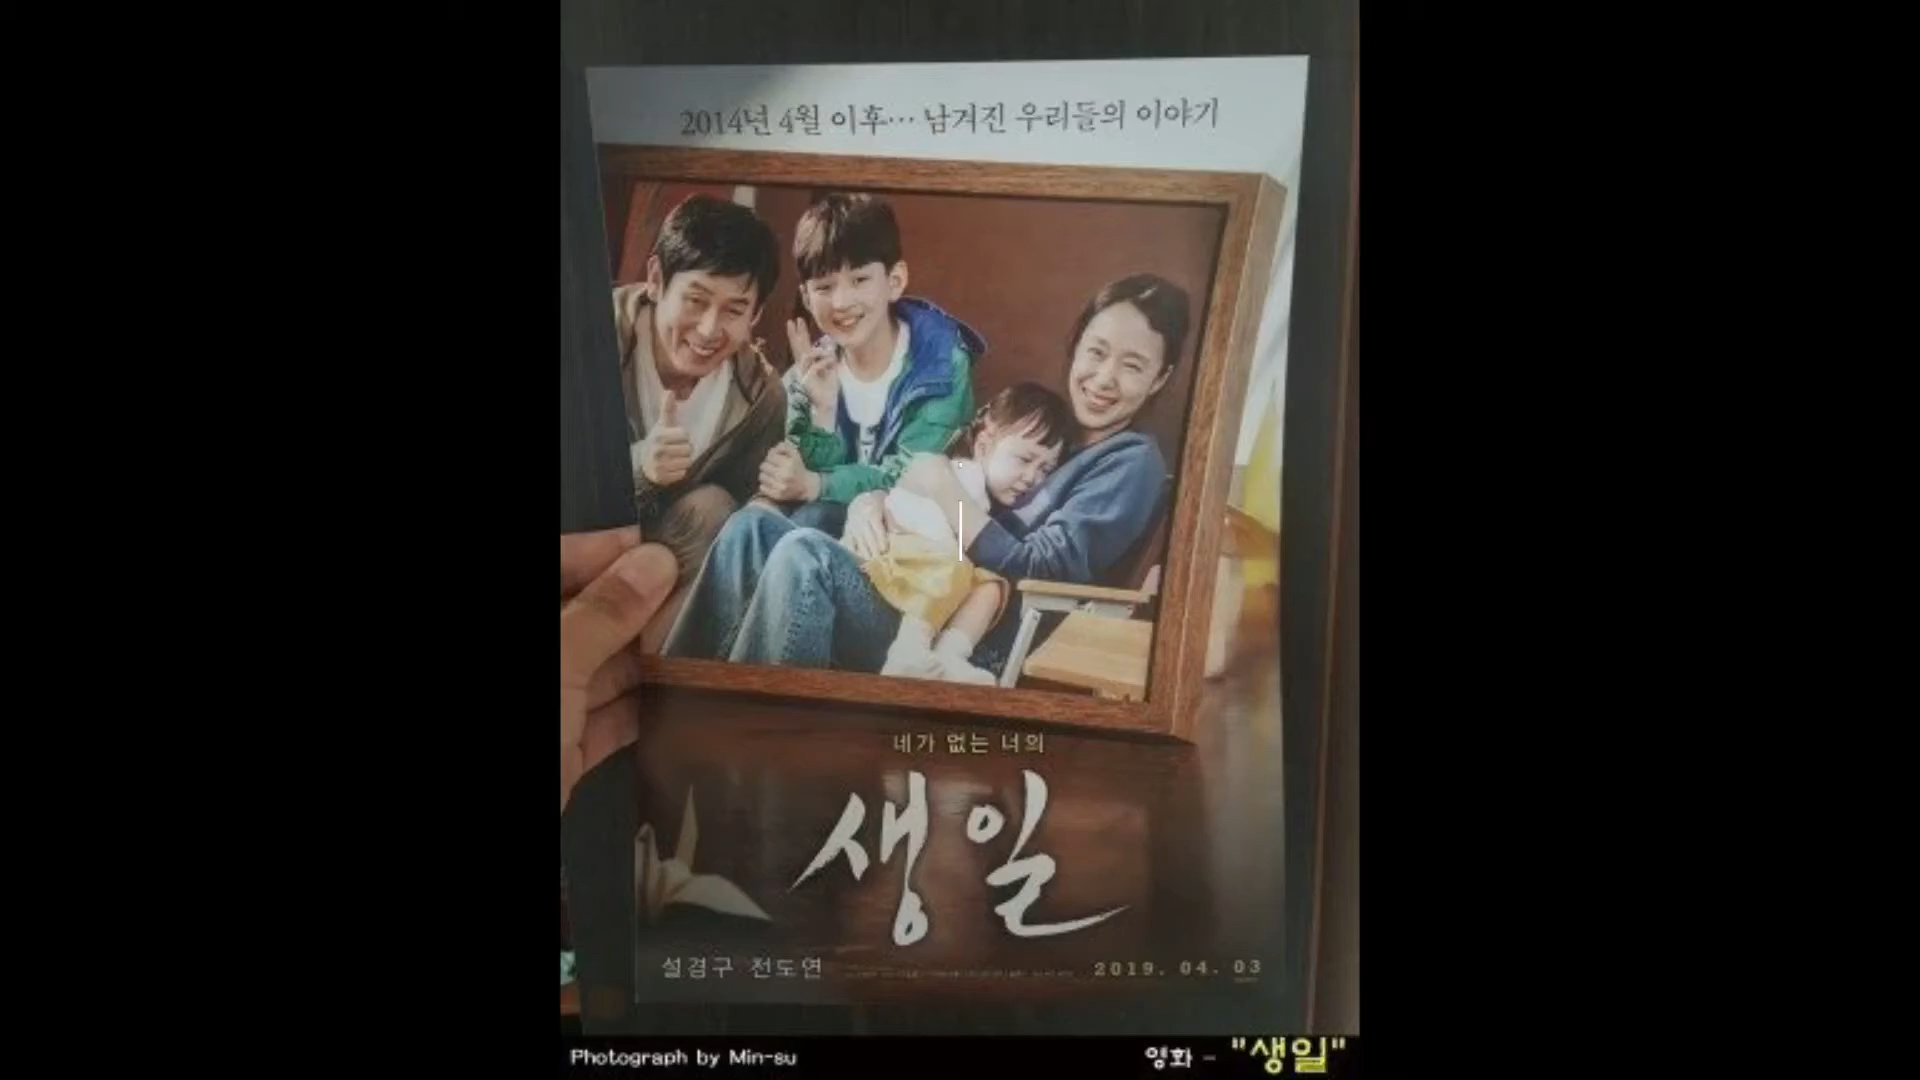 2014년 4월 이후… 남겨진 우리들의 이야기
네가 없는 너의
생일
설경구 전도연
2019. 04. 03
Photograph by Min-su
영화 - "생일"